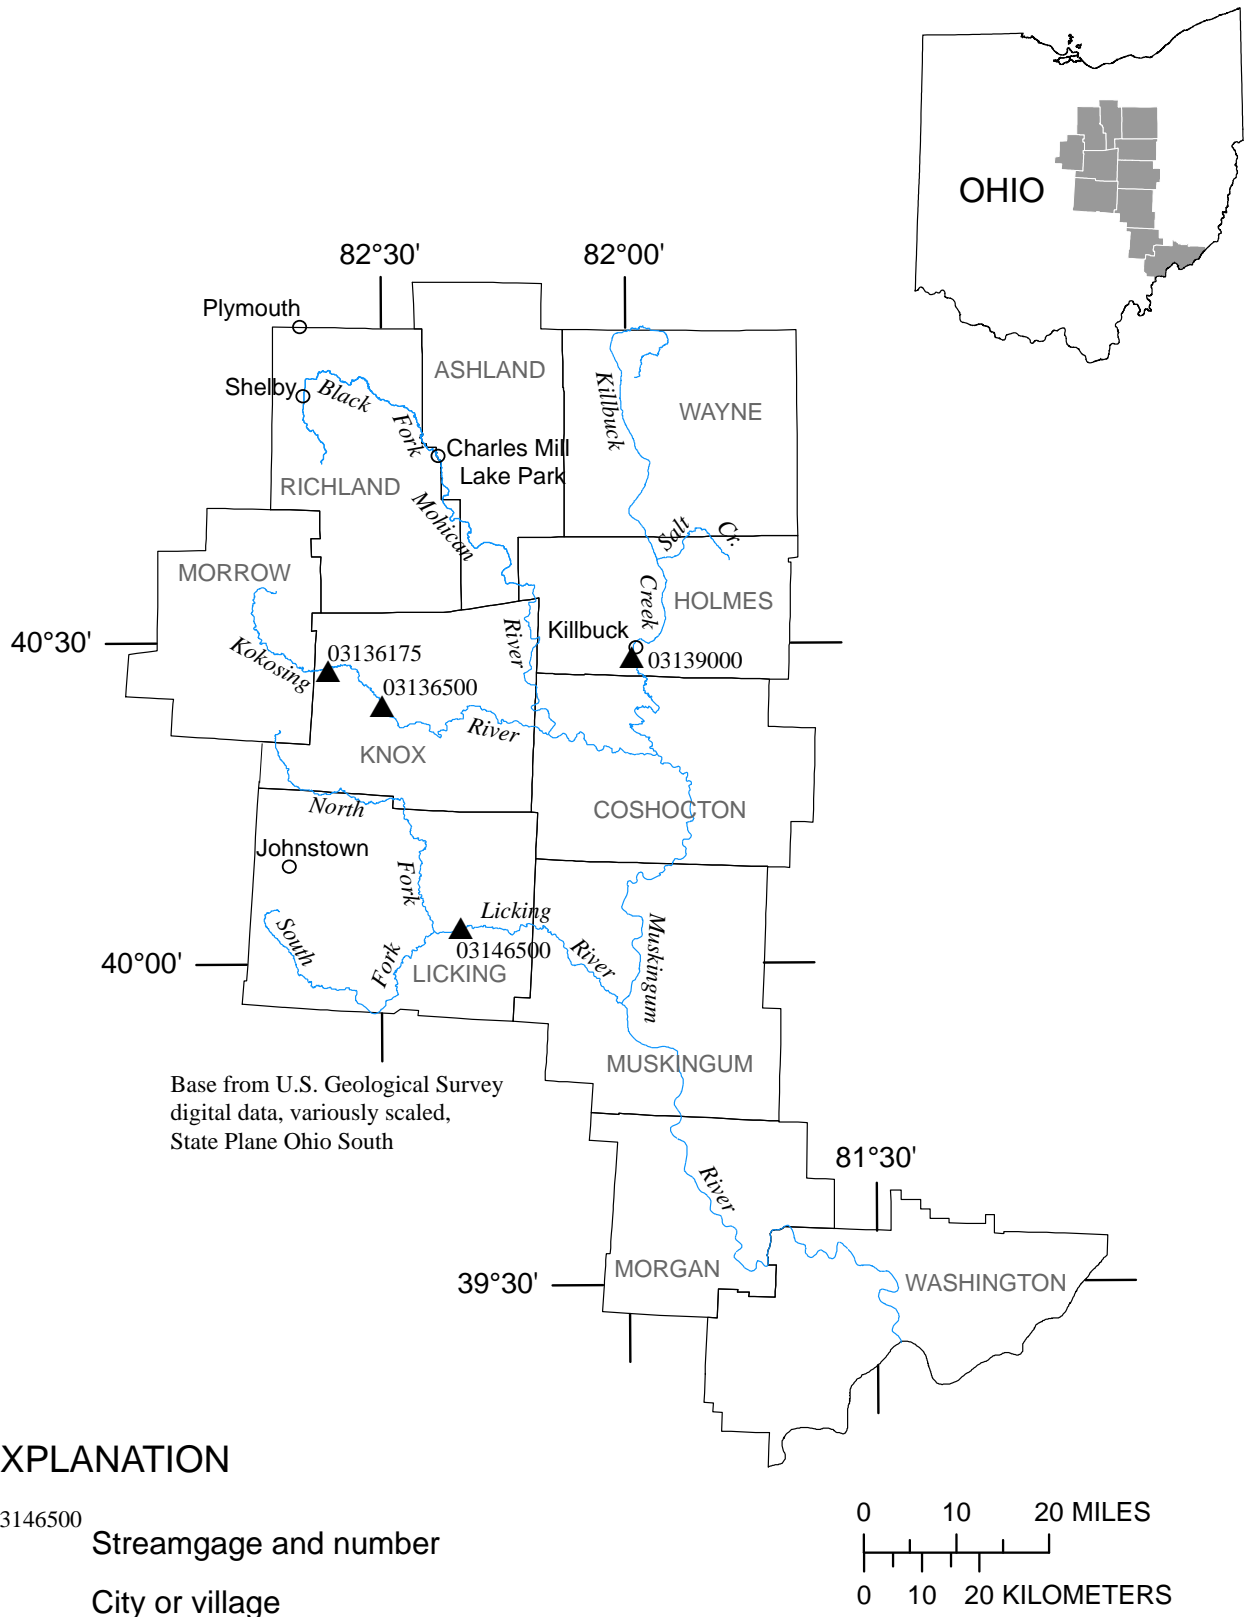 OHIO
82°30'
82°00'
Plymouth
ASHLAND
Shelby
Black
Fork
Killbuck
WAYNE
Charles Mill
Lake Park
RICHLAND
Mohican
Salt
Cr.
MORROW
Creek
HOLMES
40°30'
Kokosing
River
Killbuck
03136175
03139000
03136500
River
KNOX
North
COSHOCTON
Johnstown
Fork
Licking
South
Fork
River
Muskingum
03146500
40°00'
LICKING
MUSKINGUM
Base from U.S. Geological Survey
digital data, variously scaled,
State Plane Ohio South
81°30'
River
MORGAN
WASHINGTON
39°30'
XPLANATION
3146500
Streamgage and number
City or village
0 10 20 MILES
0 10 20 KILOMETERS